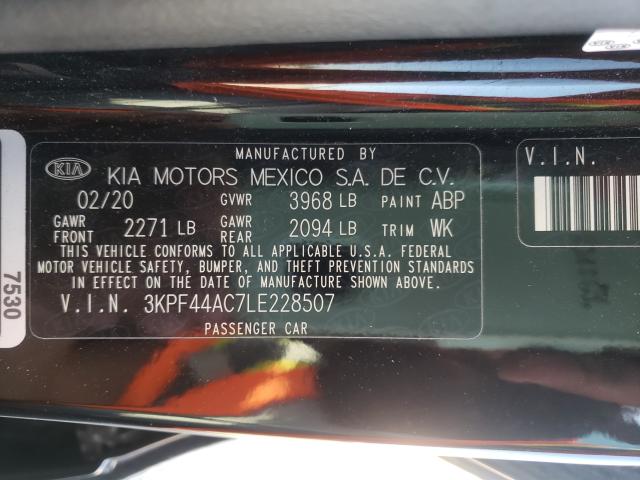 MANUFACTURED BY
KIA KIA MOTORS MEXICO S.A. DE C.V.
02/20 GVWR 3968 LB PAINT ABP
GAWR FRONT 2271 LB GAWR REAR 2094 LB TRIM WK
THIS VEHICLE CONFORMS TO ALL APPLICABLE U.S.A. FEDERAL
MOTOR VEHICLE SAFETY, BUMPER, AND THEFT PREVENTION STANDARDS
IN EFFECT ON THE DATE OF MANUFACTURE SHOWN ABOVE.
V.I.N. 3KPF44AC7LE228507
PASSENGER CAR
V.I.N.
7530